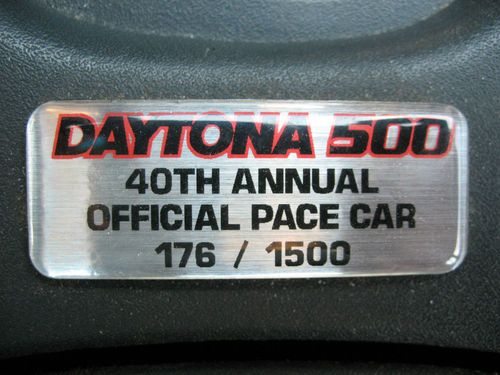 DAYTONA 500
40TH ANNUAL
OFFICIAL PACE CAR
176 / 1500